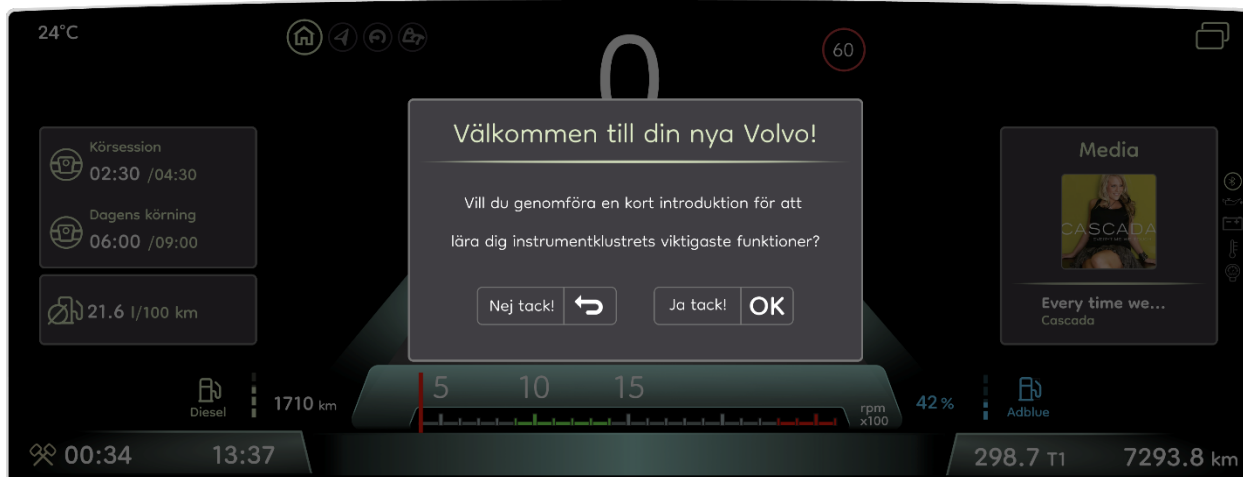 24°C
0
60
Körsession
02:30 /04:30
Dagens körning
06:00 /09:00
21.6 l/100 km
Välkommen till din nya Volvo!
Vill du genomföra en kort introduktion för att
lära dig instrumentklustrets viktigaste funktioner?
Nej tack!
Ja tack! OK
Media
CASCADA
Every time we...
Cascada
Diesel
1710 km
5 10 15
rpm
x100
42 %
Adblue
00:34
13:37
298.7 T1
7293.8 km